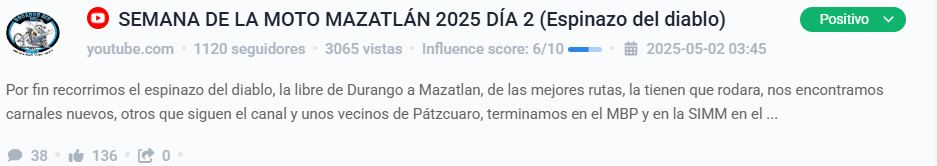 SEMANA DE LA MOTO MAZATLÁN 2025 DÍA 2 (Espinazo del diablo)
Positivo
youtube.com • 1120 seguidores • 3065 vistas • Influence score: 6/10 • 2025-05-02 03:45
Por fin recorrimos el espinazo del diablo, la libre de Durango a Mazatlan, de las mejores rutas, la tienen que rodara, nos encontramos
carnales nuevos, otros que siguen el canal y unos vecinos de Pátzcuaro, terminamos en el MBP y en la SIMM en el ...
38 • 136 • 0 •